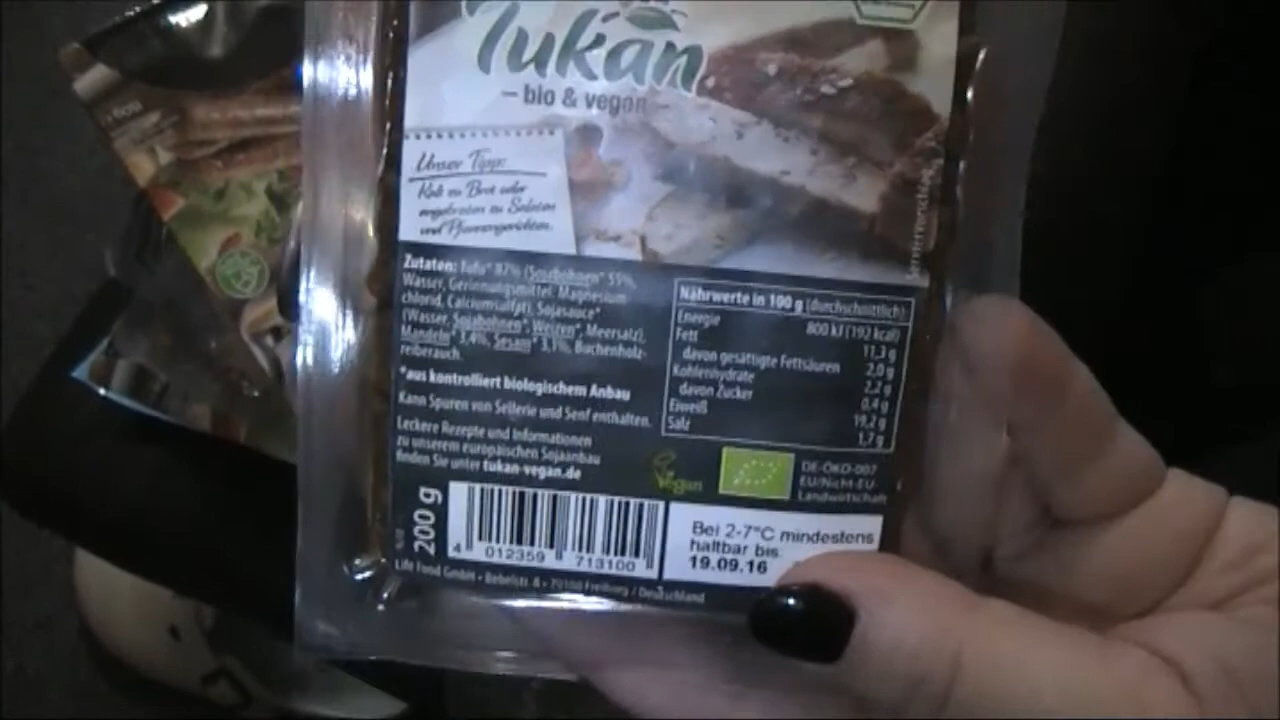 Tukan
– bio & vegan
Unser Tipp:
Kalt zu Brot oder
angebraten zu Salaten
und Pfannengerichten.
Serviervorschlag
Zutaten: Tofu* 87% (Sojabohnen* 55%,
Wasser, Gerinnungsmittel: Magnesium
chlorid, Calciumsulfat), Sojasauce*
(Wasser, Sojabohnen*, Weizen*, Meersalz),
Mandeln* 3,4%, Sesam* 3,1%, Buchenholz-
reiberauch.
*aus kontrolliert biologischem Anbau
Kann Spuren von Sellerie und Senf enthalten.
Leckere Rezepte und Informationen
zu unserem europäischen Sojaanbau
finden Sie unter tukan-vegan.de
Nährwerte in 100 g (durchschnittlich)
Energie 800 kJ (192 kcal)
Fett 11,3 g
davon gesättigte Fettsäuren 2,0 g
Kohlenhydrate 2,2 g
davon Zucker 0,4 g
Eiweiß 19,2 g
Salz 1,7 g
Vegan
DE-ÖKO-007
EU/Nicht-EU-
Landwirtschaft
200 g
4 012359 713100
Bei 2-7°C mindestens
haltbar bis:
19.09.16
Life Food GmbH • Bebelstr. 8 • 79108 Freiburg / Deutschland